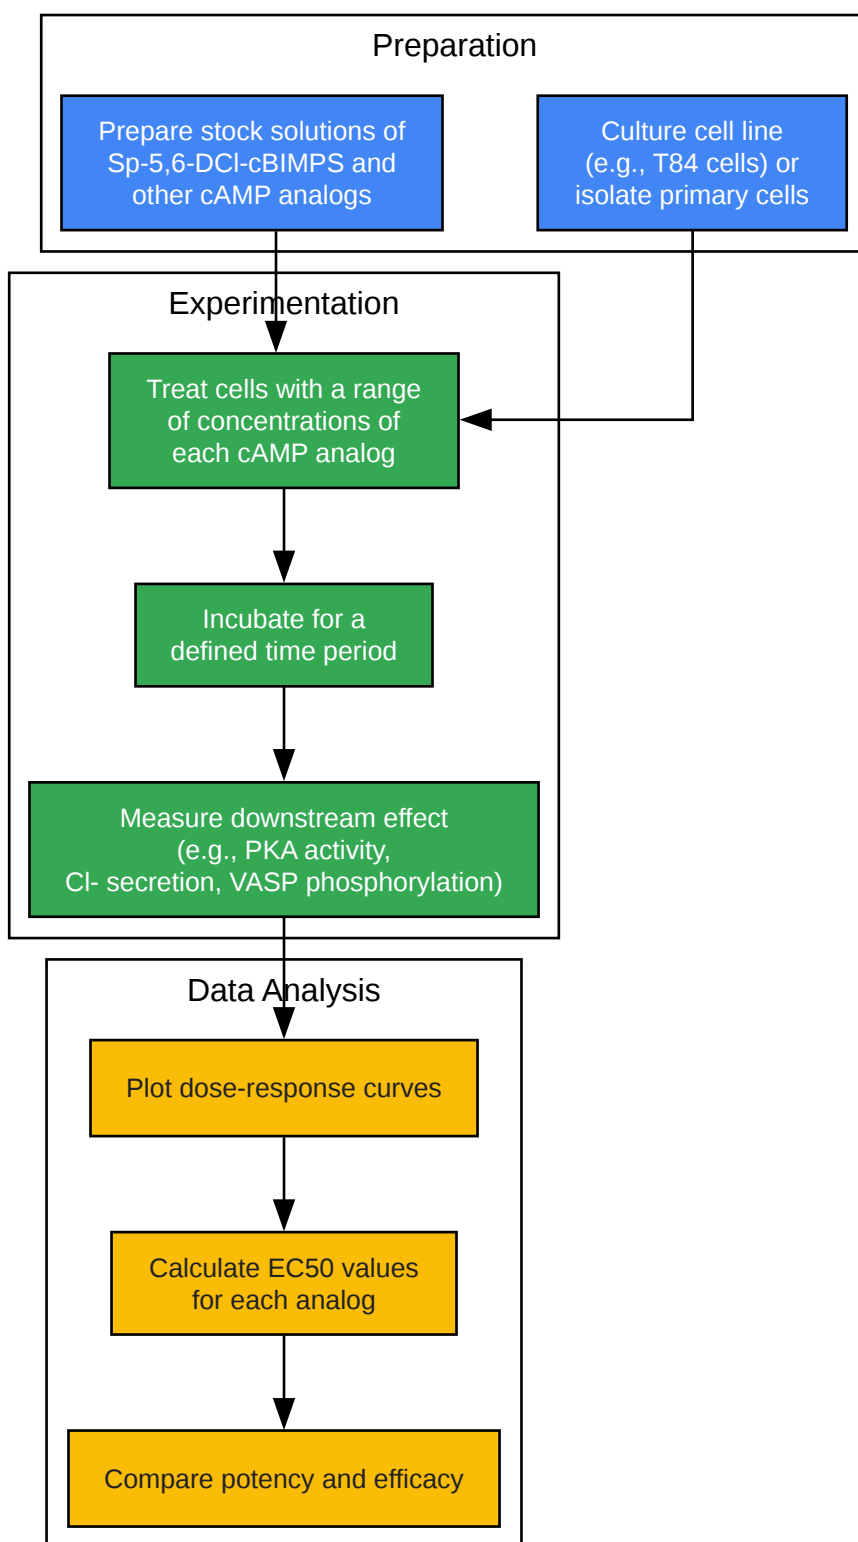 Preparation
Prepare stock solutions of
Sp-5,6-DCl-cBIMPS and
other cAMP analogs
Culture cell line
(e.g., T84 cells) or
isolate primary cells
Experimentation
Treat cells with a range
of concentrations of
each cAMP analog
Incubate for a
defined time period
Measure downstream effect
(e.g., PKA activity,
Cl- secretion, VASP phosphorylation)
Data Analysis
Plot dose-response curves
Calculate EC50 values
for each analog
Compare potency and efficacy